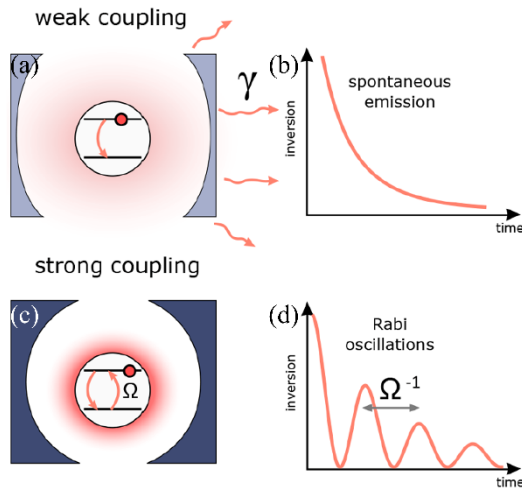 weak coupling
(a)
γ
(b)
spontaneous
emission
inversion
time
strong coupling
(c)
Ω
(d)
Rabi
oscillations
Ω⁻¹
inversion
time